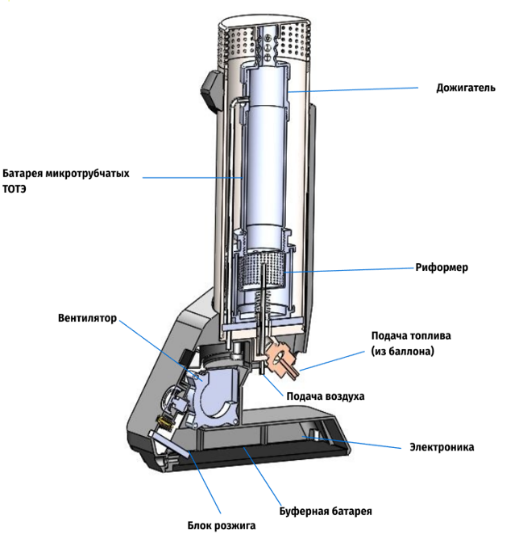 Дожигатель
Батарея микротрубчатых
ТОТЭ
Риформер
Вентилятор
Подача топлива
(из баллона)
Подача воздуха
Электроника
Буферная батарея
Блок розжига